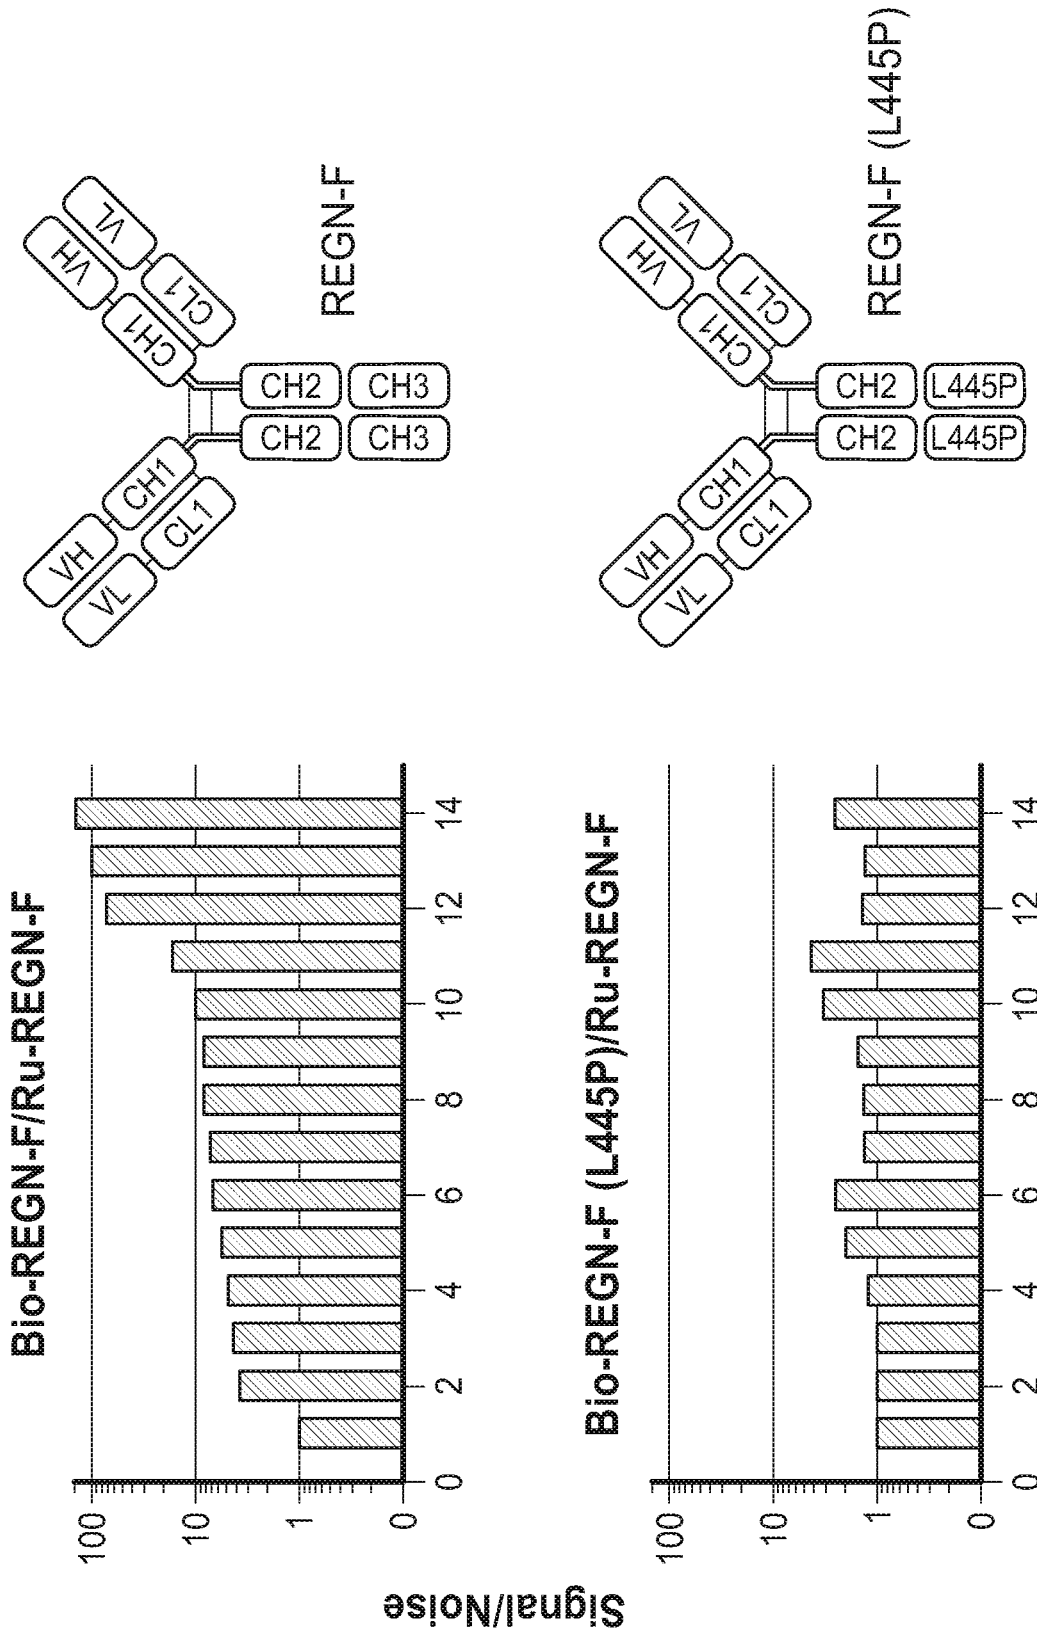 Bio-REGN-F/Ru-REGN-F
100
10
1
0
0
2
4
6
8
10
12
14
VH
VL
CH1
CL1
VH
VL
CH1
CL1
CH2
CH2
CH3
CH3
REGN-F
Signal/Noise
Bio-REGN-F (L445P)/Ru-REGN-F
100
10
1
0
0
2
4
6
8
10
12
14
VH
VL
CH1
CL1
VH
VL
CH1
CL1
CH2
CH2
L445P
L445P
REGN-F (L445P)